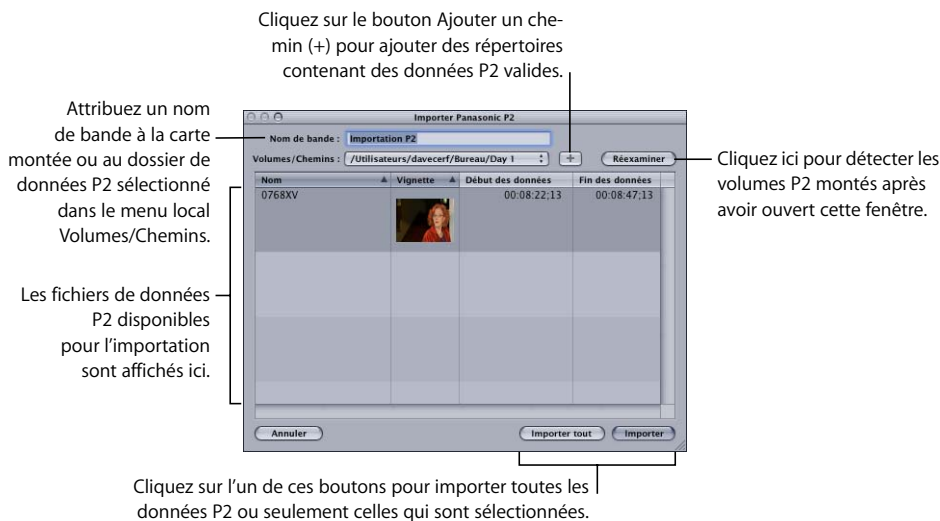 Cliquez sur le bouton Ajouter un che-
min (+) pour ajouter des répertoires
contenant des données P2 valides.
Attribuez un nom
de bande à la carte
montée ou au dossier de
données P2 sélectionné
dans le menu local
Volumes/Chemins.
Importer Panasonic P2
Nom de bande : Importation P2
Volumes/Chemins : /Utilisateurs/davecerf/Bureau/Day 1 + Réexaminer
Nom Vignette Début des données Fin des données
0768XV 00:08:22;13 00:08:47;13
Cliquez ici pour détecter les
volumes P2 montés après
avoir ouvert cette fenêtre.
Les fichiers de données
P2 disponibles
pour l'importation
sont affichés ici.
Annuler Importer tout Importer
Cliquez sur l'un de ces boutons pour importer toutes les
données P2 ou seulement celles qui sont sélectionnées.